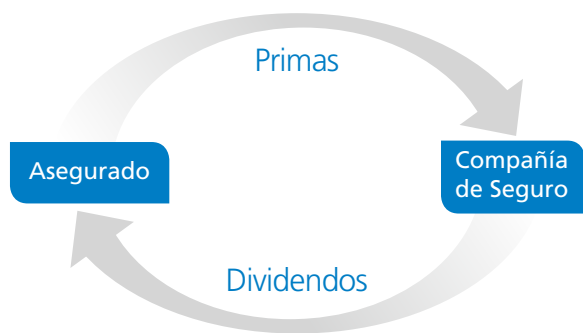 Primas
Asegurado
Compañía
de Seguro
Dividendos